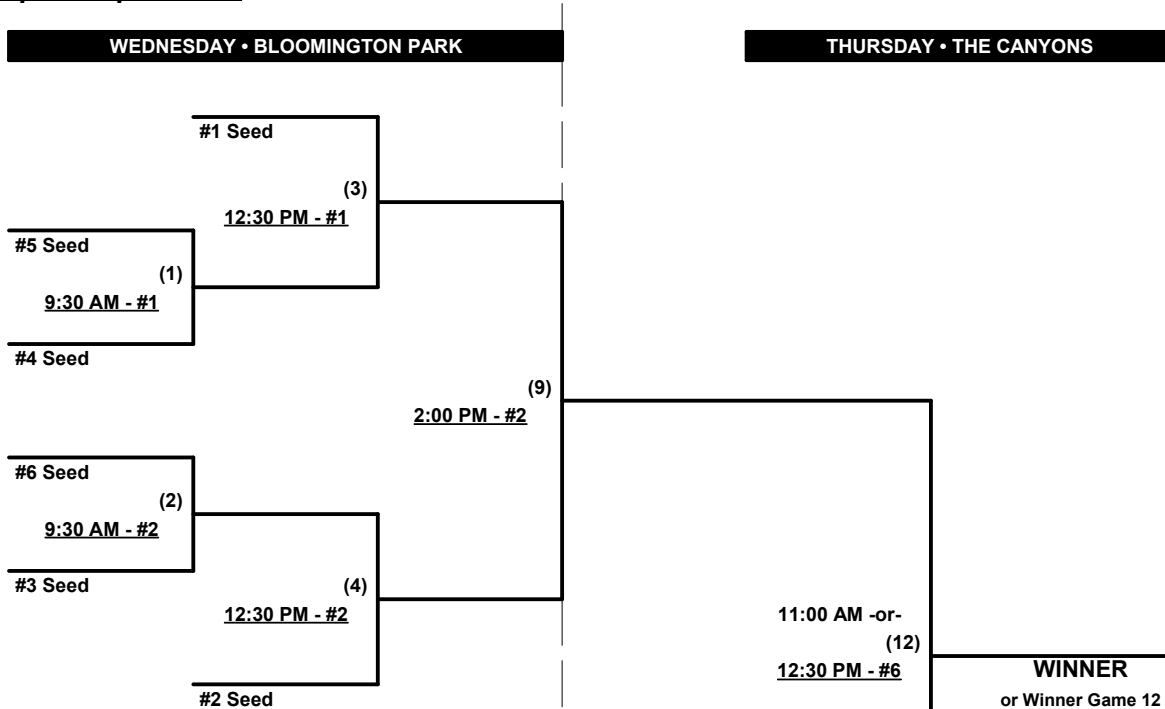 WEDNESDAY • BLOOMINGTON PARK
THURSDAY • THE CANYONS
#1 Seed
(3)
12:30 PM - #1
#5 Seed
(1)
9:30 AM - #1
#4 Seed
(9)
2:00 PM - #2
#6 Seed
(2)
9:30 AM - #2
#3 Seed
(4)
12:30 PM - #2
#2 Seed
11:00 AM -or-
(12)
12:30 PM - #6
WINNER
or Winner Game 12